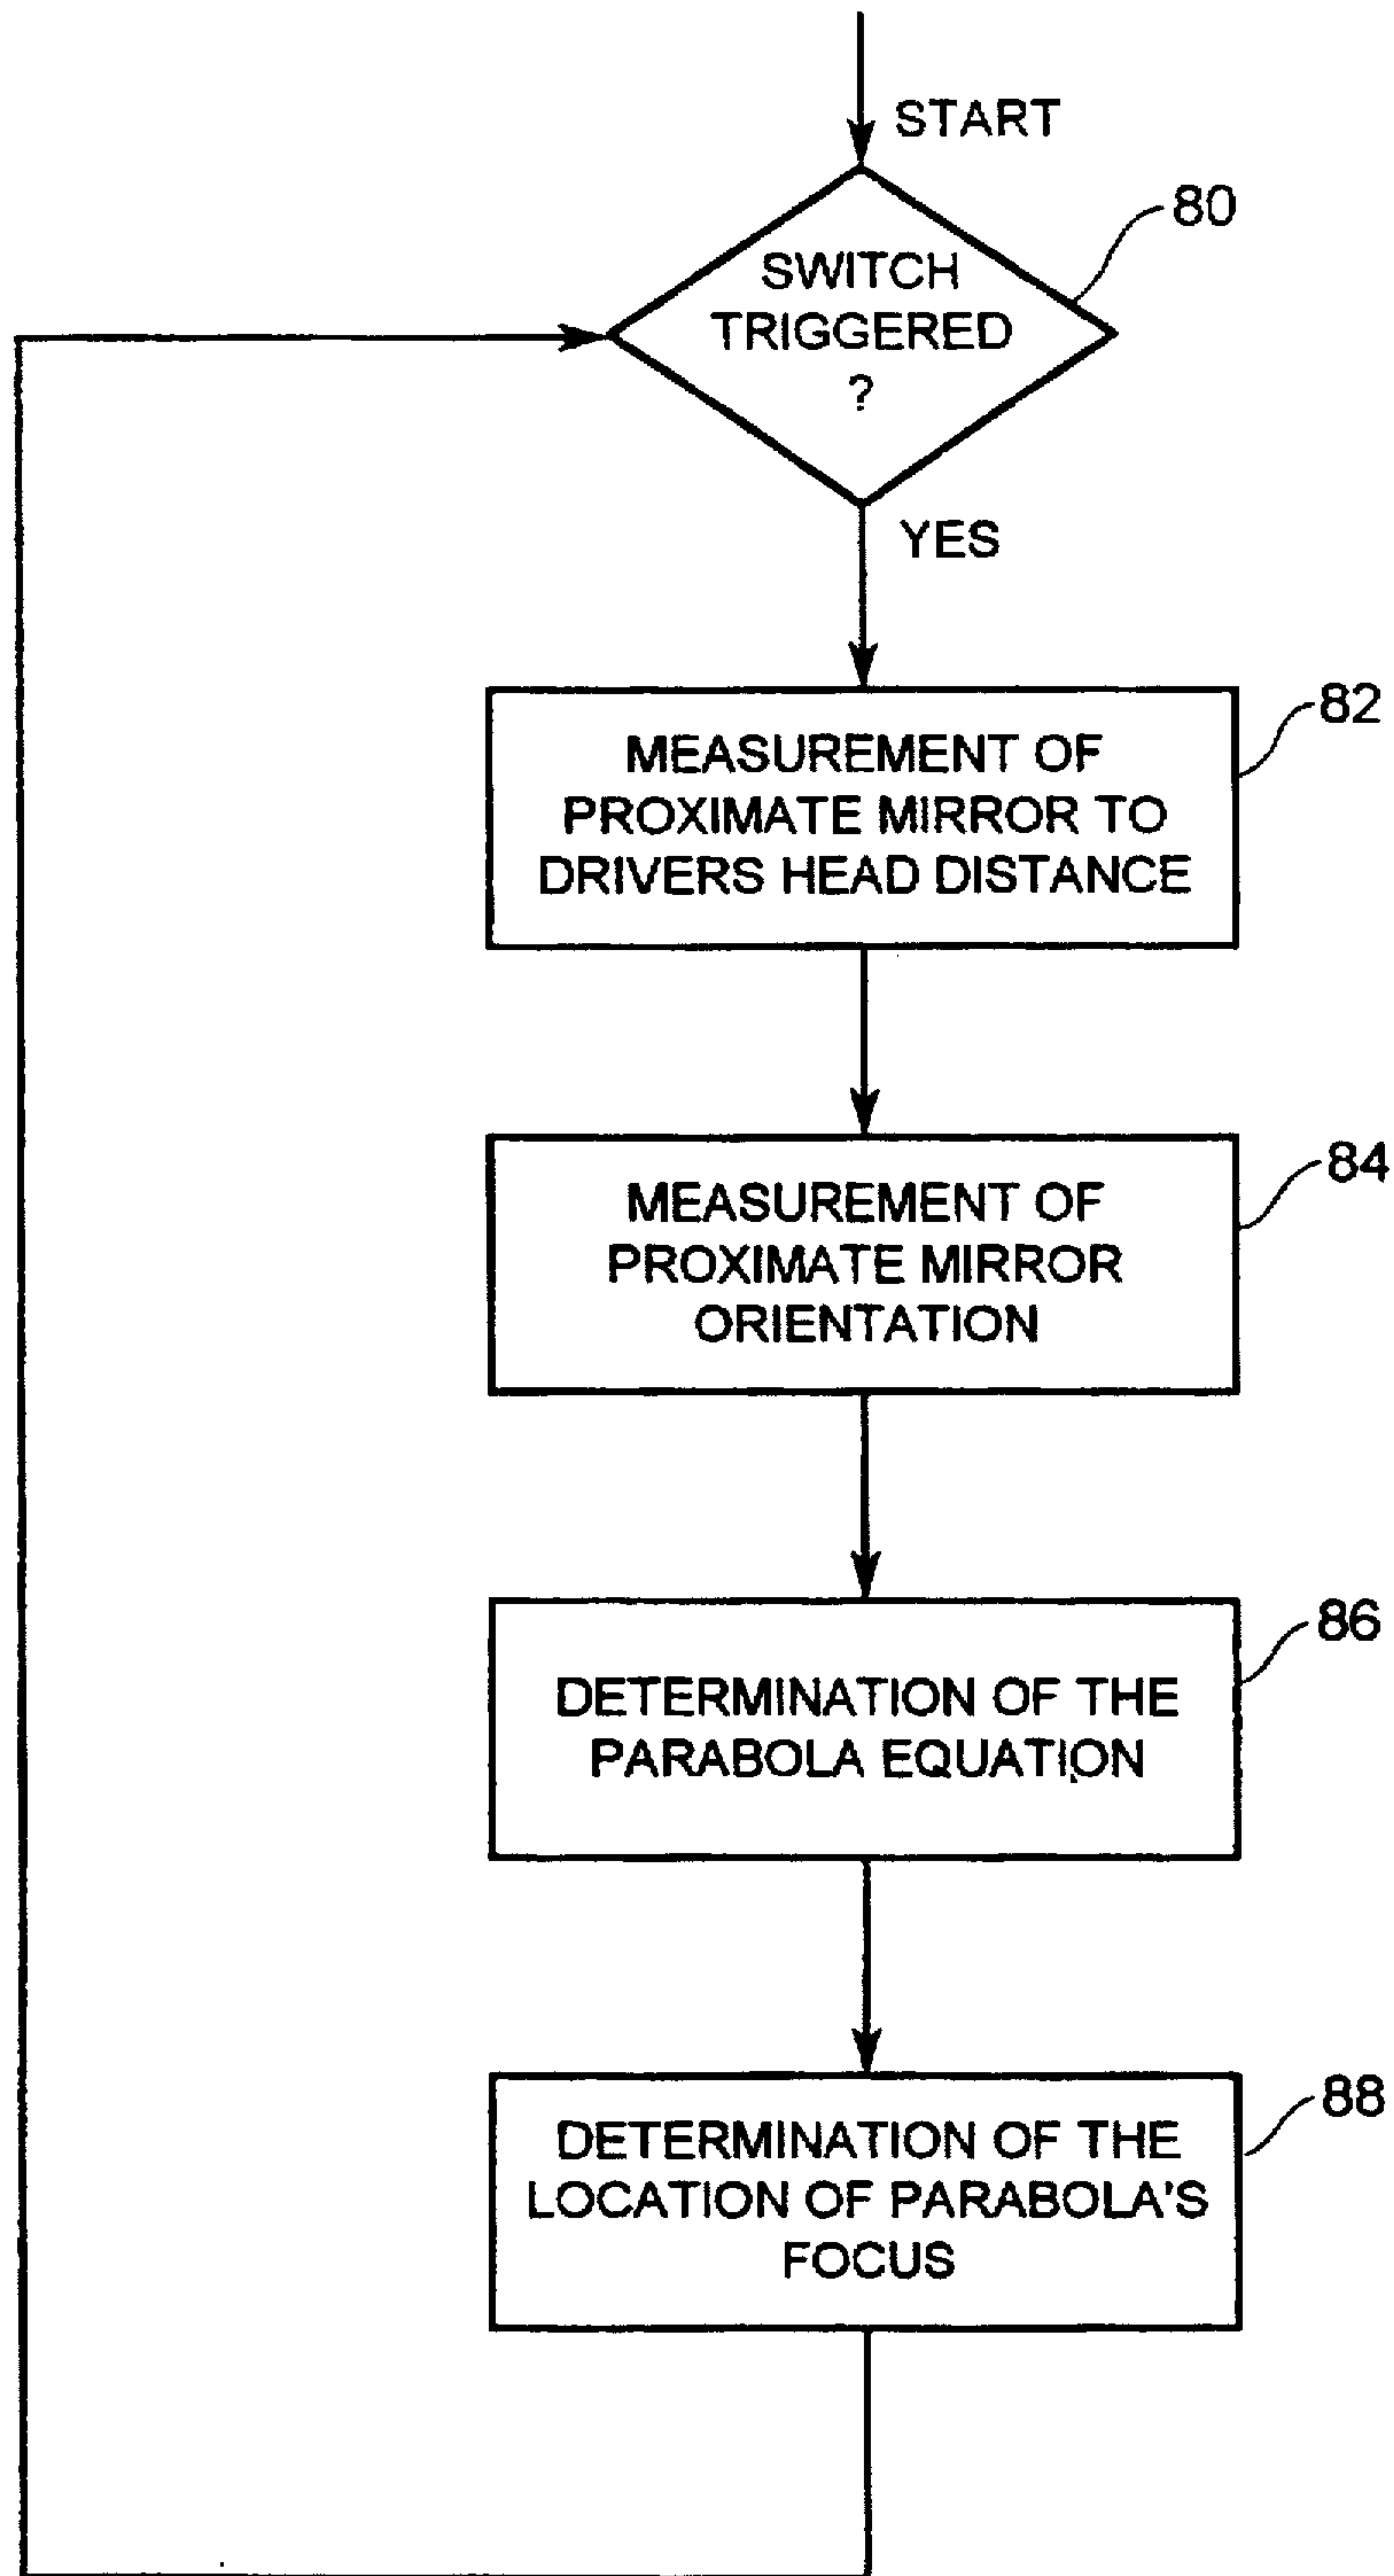 START
80
SWITCH
TRIGGERED
?
YES
82
MEASUREMENT OF
PROXIMATE MIRROR TO
DRIVERS HEAD DISTANCE
84
MEASUREMENT OF
PROXIMATE MIRROR
ORIENTATION
86
DETERMINATION OF THE
PARABOLA EQUATION
88
DETERMINATION OF THE
LOCATION OF PARABOLA'S
FOCUS